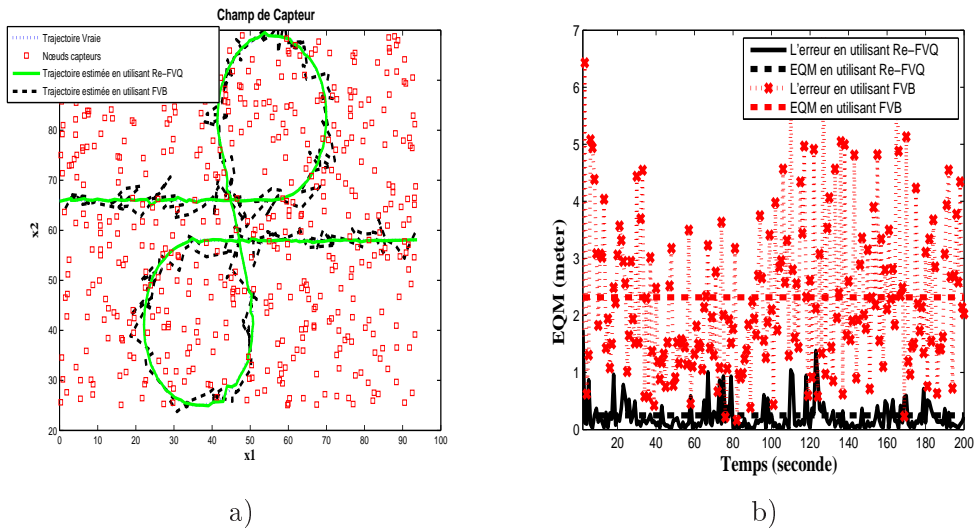 Champ de Capteur
Trajectoire Vraie
Nœuds capteurs
Trajectoire estimée en utilisant Re−FVQ
Trajectoire estimée en utilisant FVB
x2
80
70
60
50
40
30
20
0 10 20 30 40 50 60 70 80 90 100
x1
a)
L'erreur en utilisant Re−FVQ
EQM en utilisant Re−FVQ
L'erreur en utilisant FVB
EQM en utilisant FVB
EQM (meter)
7
6
5
4
3
2
1
0
20 40 60 80 100 120 140 160 180 200
Temps (seconde)
b)